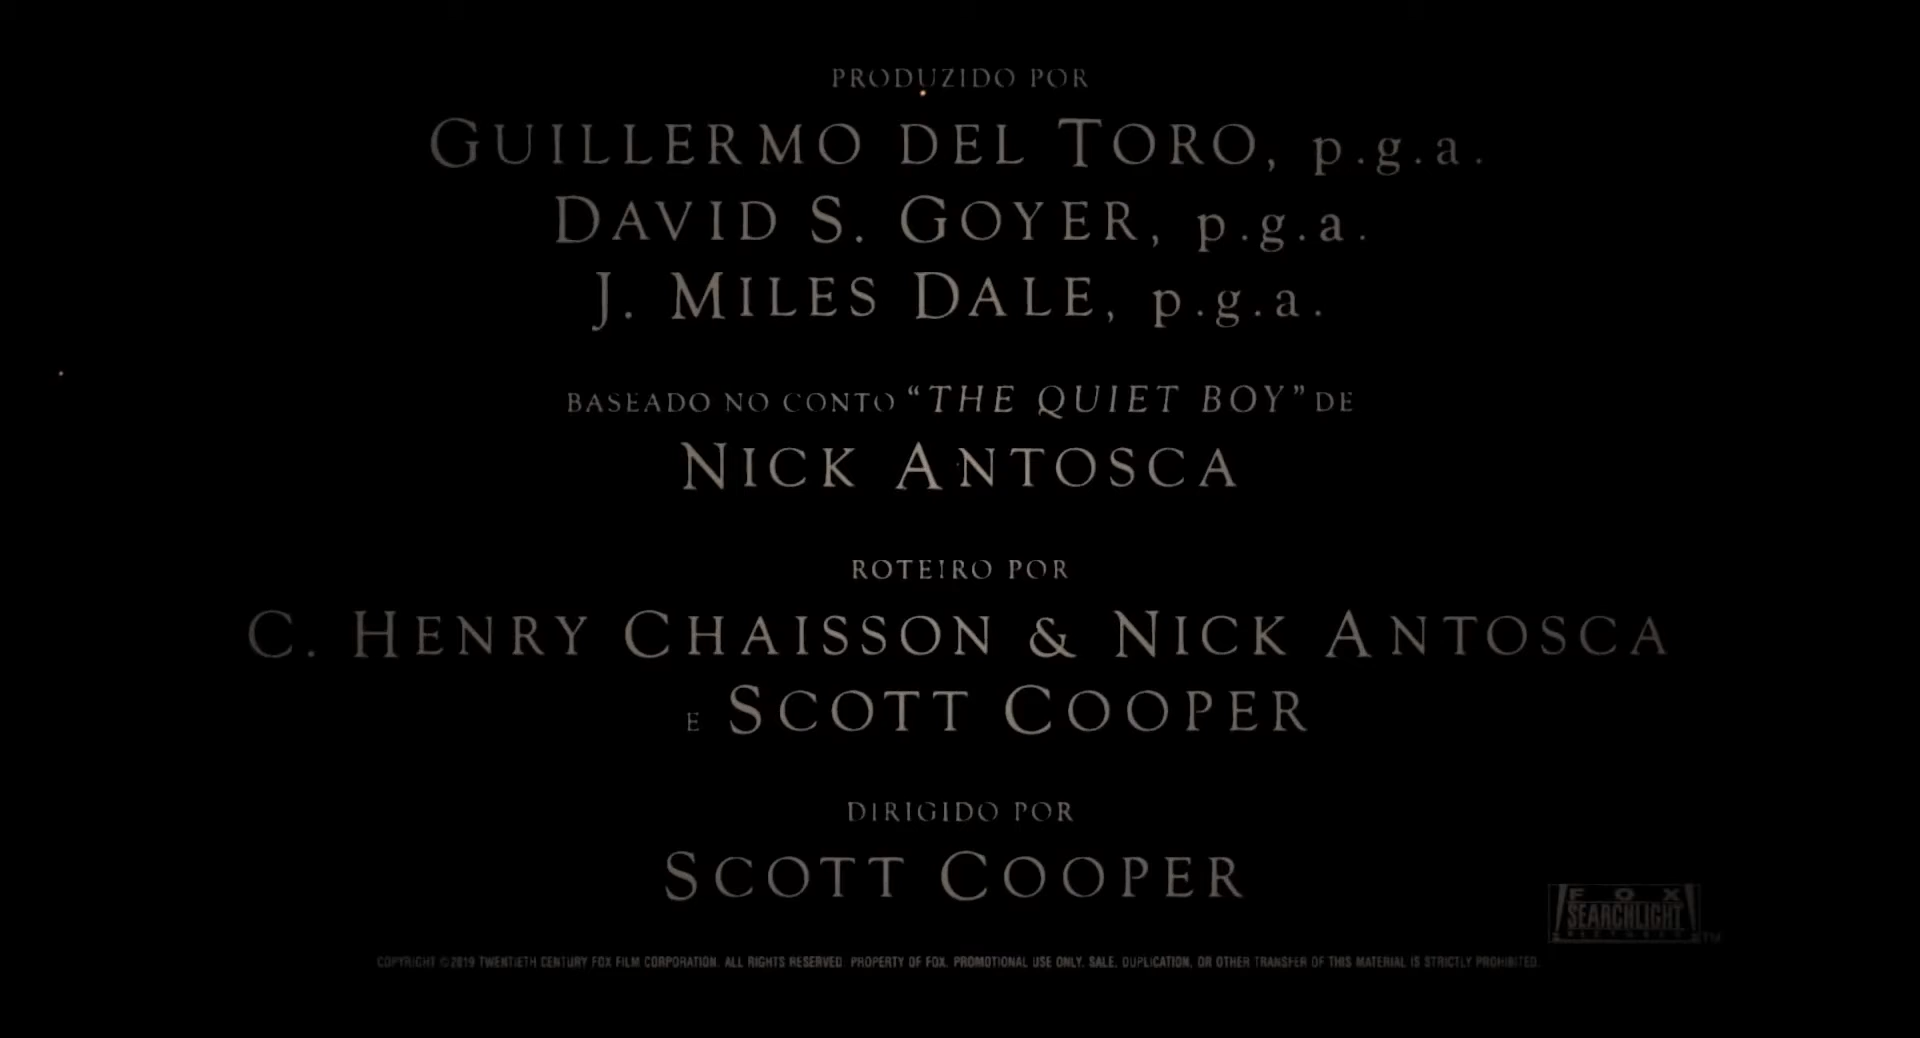 PRODUZIDO POR
GUILLERMO DEL TORO, p.g.a.
DAVID S. GOYER, p.g.a.
J. MILES DALE, p.g.a.
BASEADO NO CONTO “THE QUIET BOY” DE
NICK ANTOSCA
ROTEIRO POR
C. HENRY CHAISSON & NICK ANTOSCA
E SCOTT COOPER
DIRIGIDO POR
SCOTT COOPER
FOX
SEARCHLIGHT
PICTURES TM
COPYRIGHT ©2019 TWENTIETH CENTURY FOX FILM CORPORATION. ALL RIGHTS RESERVED. PROPERTY OF FOX. PROMOTIONAL USE ONLY. SALE, DUPLICATION, OR OTHER TRANSFER OF THIS MATERIAL IS STRICTLY PROHIBITED.